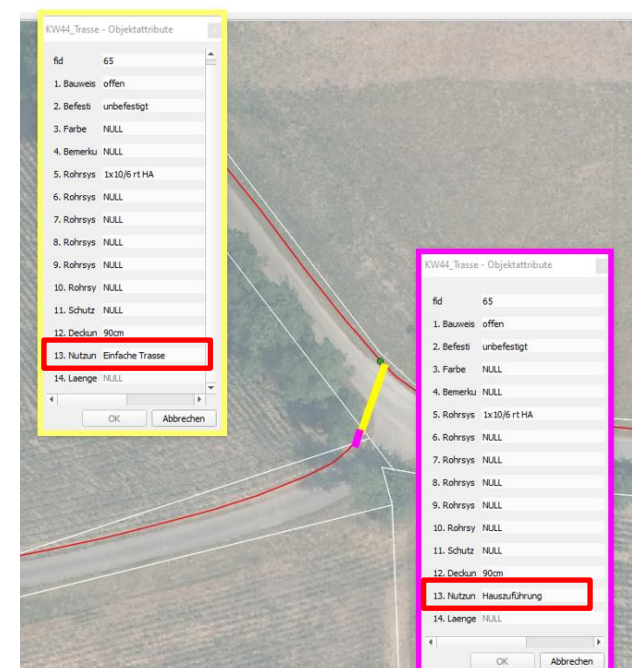 KW44_Trasse - Objektattribute
fid 65
1. Bauweis offen
2. Befesti unbefestigt
3. Farbe NULL
4. Bemerku NULL
5. Rohrsys 1x10/6 rt HA
6. Rohrsys NULL
7. Rohrsys NULL
8. Rohrsys NULL
9. Rohrsys NULL
10. Rohrsy NULL
11. Schutz NULL
12. Deckun 90cm
13. Nutzun Einfache Trasse
14. Laenge NULL
OK Abbrechen
KW44_Trasse - Objektattribute
fid 65
1. Bauweis offen
2. Befesti unbefestigt
3. Farbe NULL
4. Bemerku NULL
5. Rohrsys 1x10/6 rt HA
6. Rohrsys NULL
7. Rohrsys NULL
8. Rohrsys NULL
9. Rohrsys NULL
10. Rohrsy NULL
11. Schutz NULL
12. Deckun 90cm
13. Nutzun Hauszuführung
14. Laenge NULL
OK Abbrechen